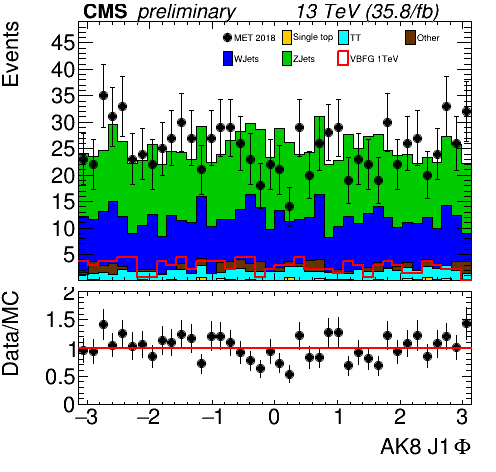 CMS preliminary 13 TeV (35.8/fb)
Events
MET 2018 Single top TT Other
WJets ZJets VBFG 1TeV
45
40
35
30
25
20
15
10
5
Data/MC
2
1.5
1
0.5
0
−3 −2 −1 0 1 2 3
AK8 J1 Φ